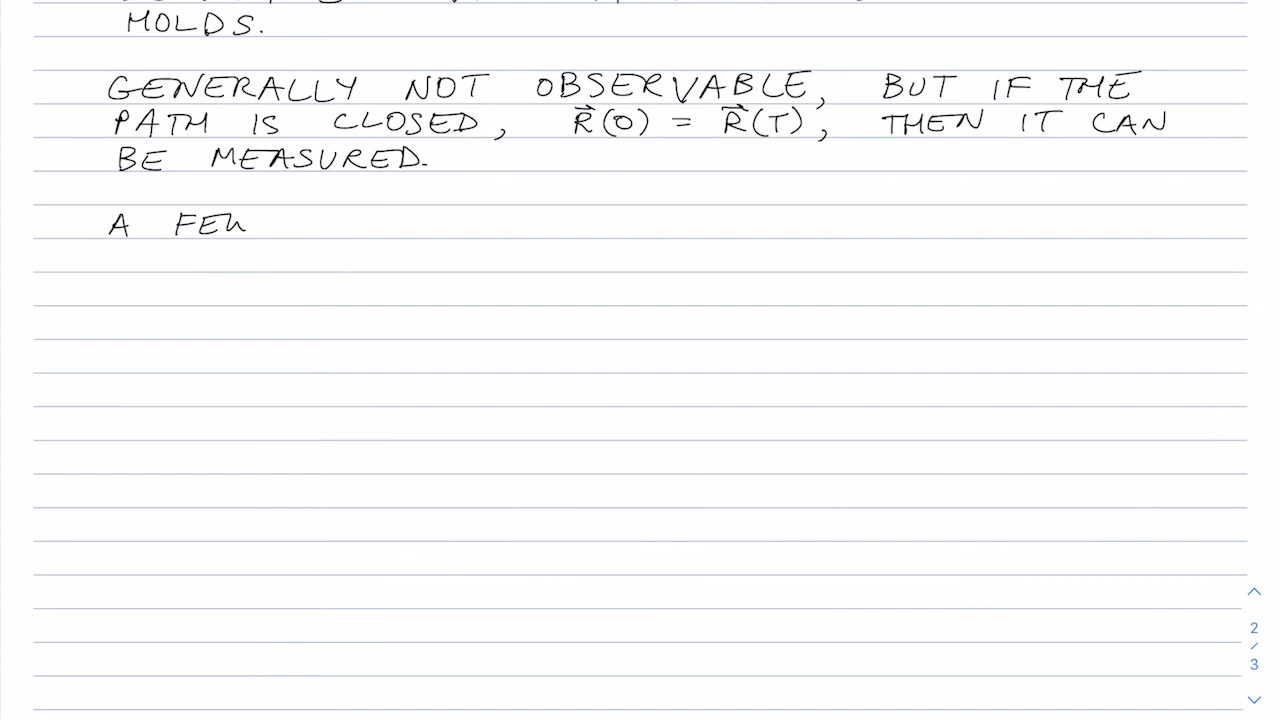 HOLDS.
GENERALLY NOT OBSERVABLE, BUT IF THE
PATH IS CLOSED, R⃗(0) = R⃗(T), THEN IT CAN
BE MEASURED.
A FEW
2
/
3